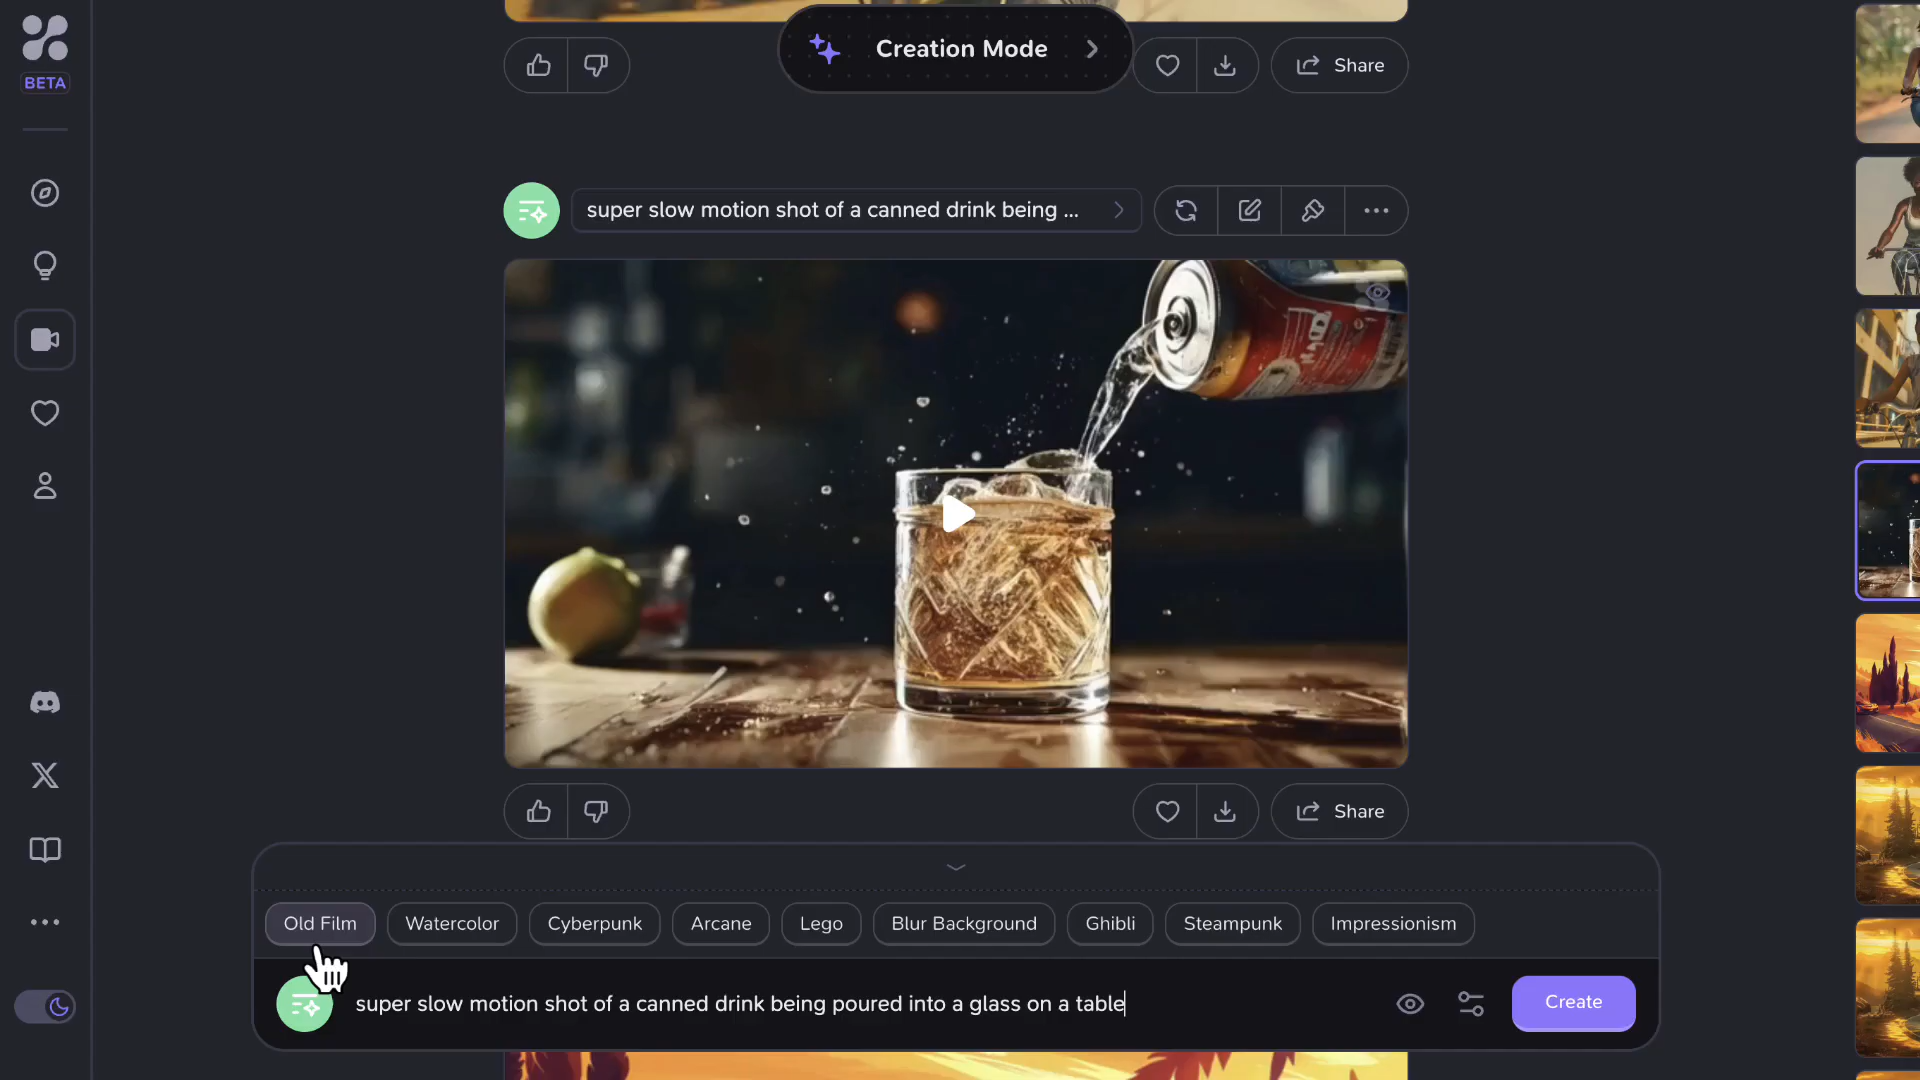 Creation Mode
Share
BETA
super slow motion shot of a canned drink being ...
Share
Old Film
Watercolor
Cyberpunk
Arcane
Lego
Blur Background
Ghibli
Steampunk
Impressionism
super slow motion shot of a canned drink being poured into a glass on a table
Create